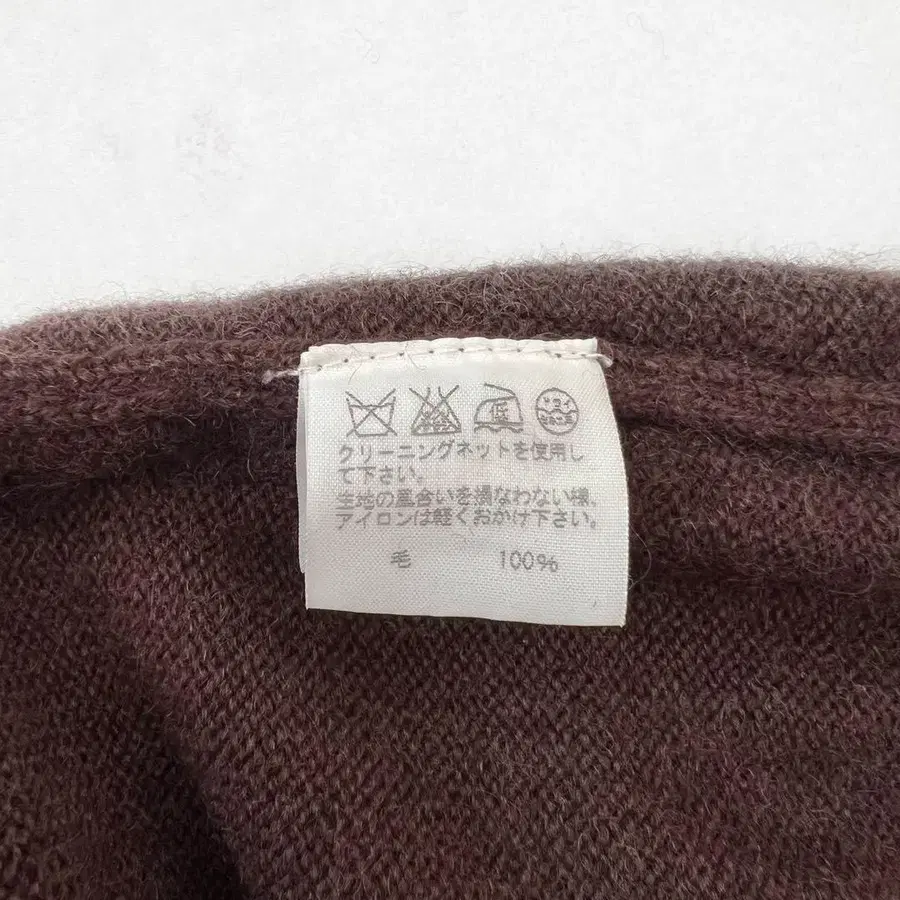 低
クリーニングネットを使用し
て下さい。
生地の風合いを損なわない様、
アイロンは軽くおかけ下さい。
毛 100%